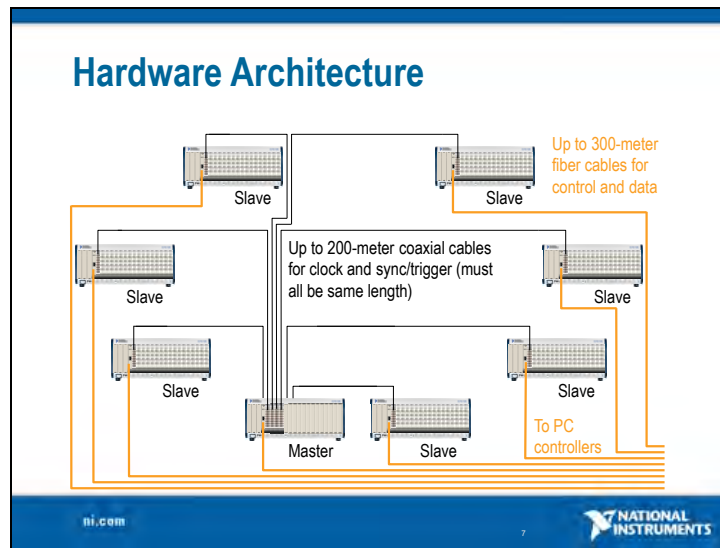 Hardware Architecture
Up to 300-meter
fiber cables for
control and data
Slave
Slave
Up to 200-meter coaxial cables
for clock and sync/trigger (must
all be same length)
Slave
Slave
Slave
Slave
To PC
controllers
Master
Slave
ni.com
7
NATIONAL
INSTRUMENTS